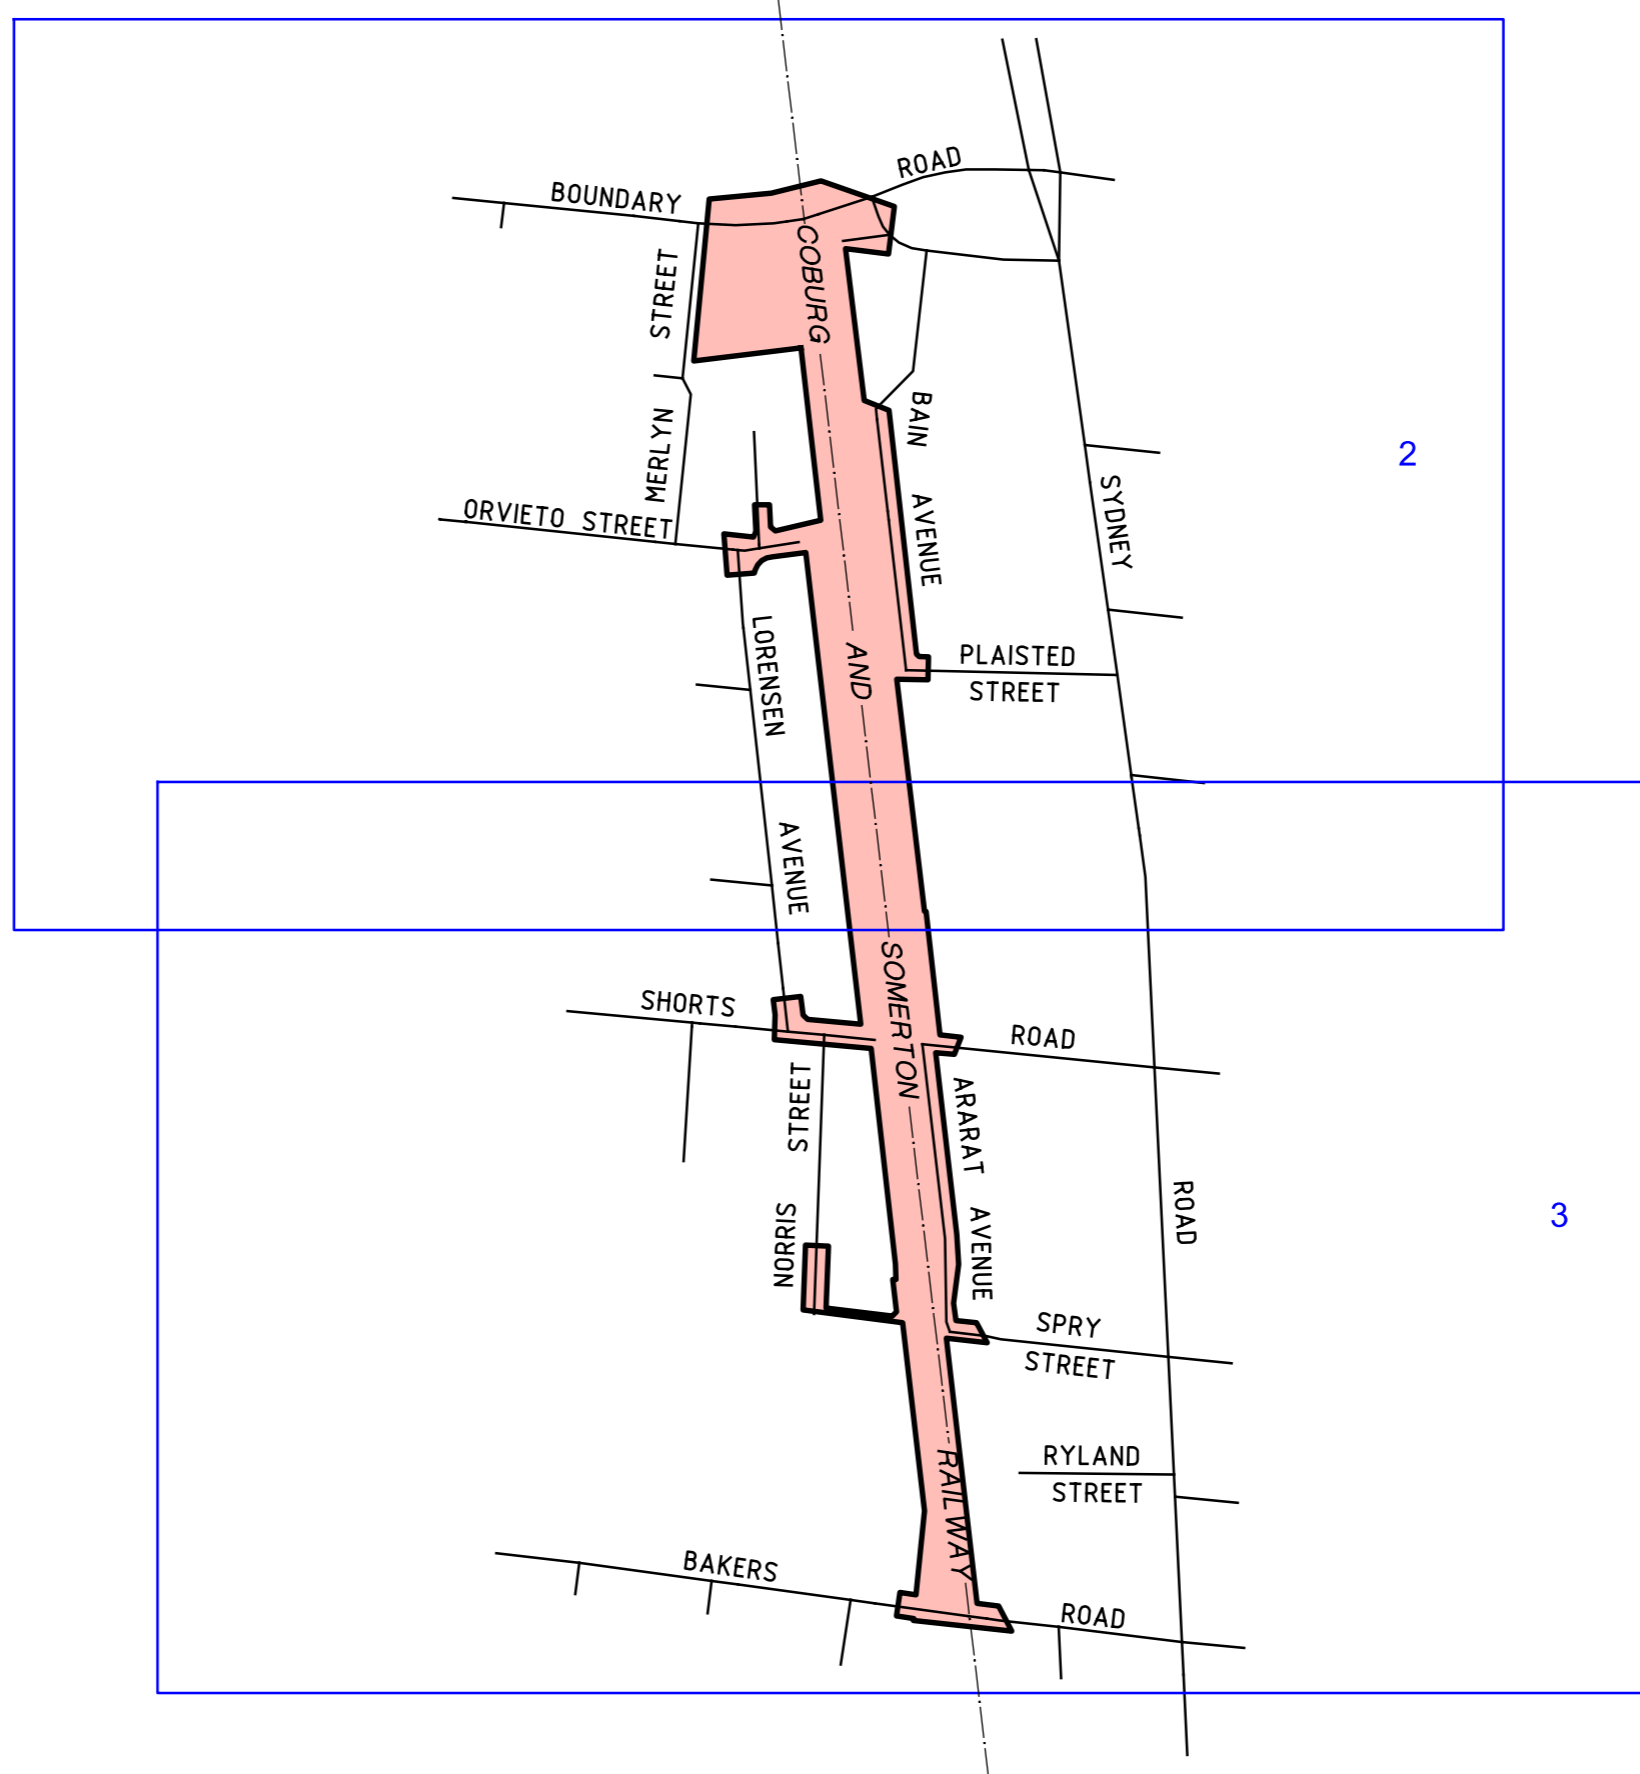 ROAD
BOUNDARY
COBURG AND SOMERTON RAILWAY
MERLYN STREET
BAIN AVENUE
2
SYDNEY ROAD
ORVIETO STREET
LORENSEN AVENUE
PLAISTED
STREET
SHORTS ROAD
NORRIS STREET
ARARAT AVENUE
3
SPRY
STREET
RYLAND
STREET
BAKERS ROAD